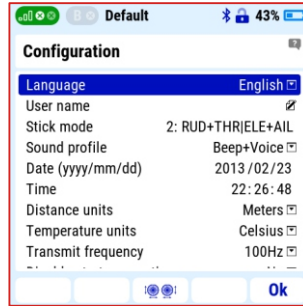 B Default 43%
Configuration
Language English
User name
Stick mode 2: RUD+THR|ELE+AIL
Sound profile Beep+Voice
Date (yyyy/mm/dd) 2013/02/23
Time 22:26:48
Distance units Meters
Temperature units Celsius
Transmit frequency 100Hz
Ok